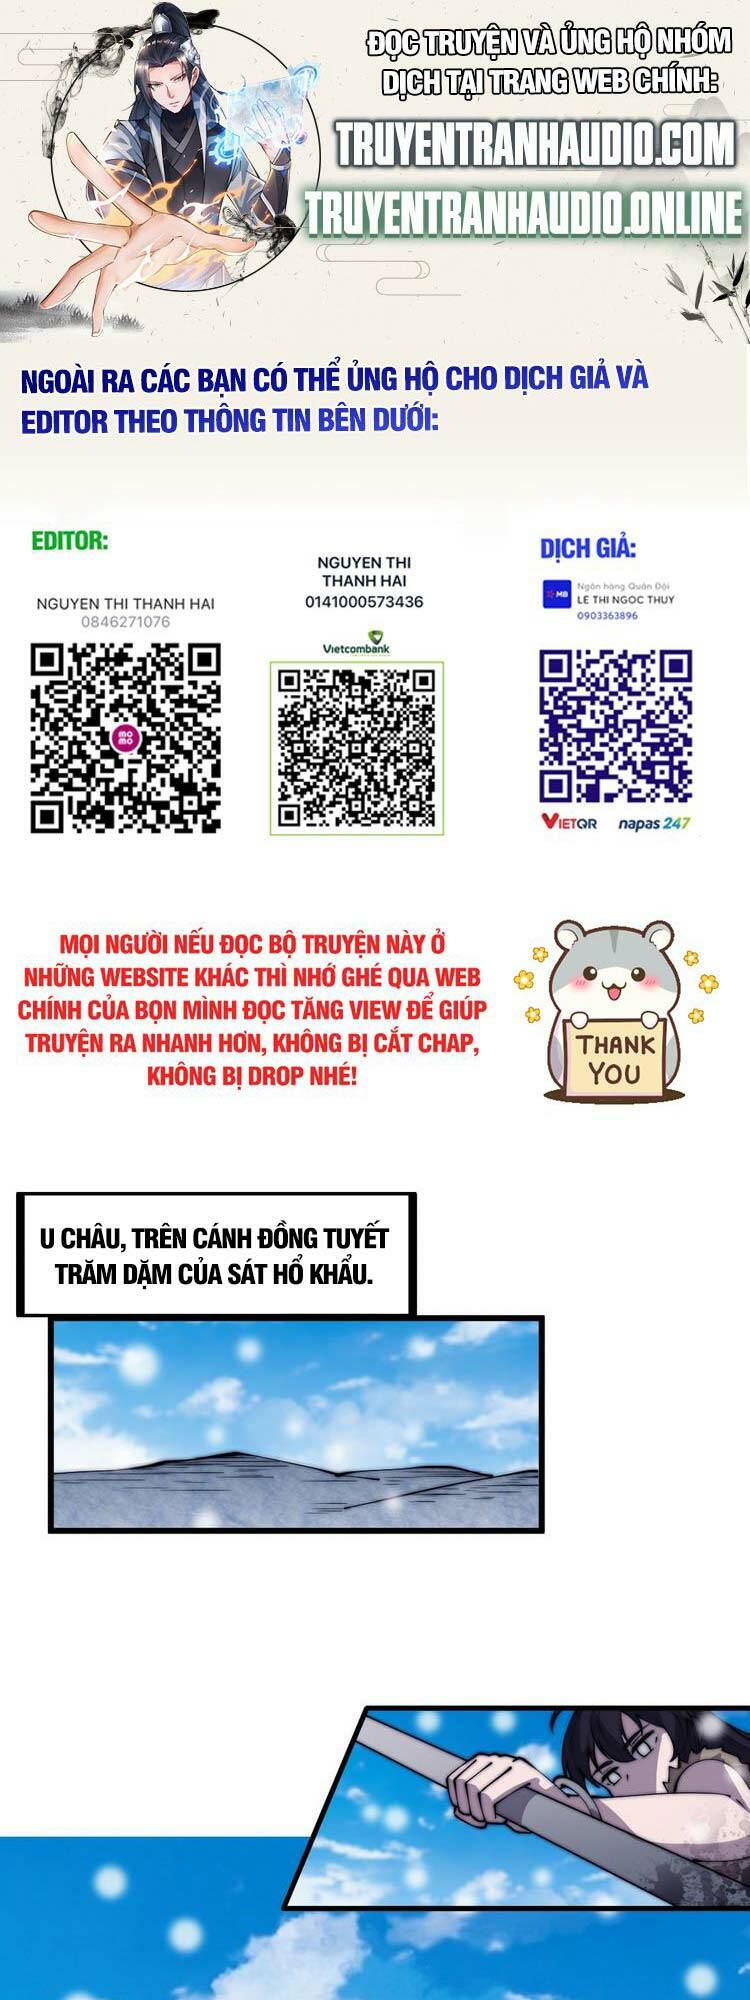 ĐỌC TRUYỆN VÀ ỦNG HỘ NHÓM
DỊCH TẠI TRANG WEB CHÍNH:
TRUYENTRANHAUDIO.COM
TRUYENTRANHAUDIO.ONLINE
NGOÀI RA CÁC BẠN CÓ THỂ ỦNG HỘ CHO DỊCH GIẢ VÀ
EDITOR THEO THÔNG TIN BÊN DƯỚI:
EDITOR:
NGUYEN THI THANH HAI
0846271076
mo
mo
NGUYEN THI
THANH HAI
0141000573436
Vietcombank
DỊCH GIẢ:
MB
Ngân hàng Quân Đội
LE THI NGOC THUY
0903363896
VIETQR
napas 247
MỌI NGƯỜI NẾU ĐỌC BỘ TRUYỆN NÀY Ở
NHỮNG WEBSITE KHÁC THÌ NHỚ GHÉ QUA WEB
CHÍNH CỦA BỌN MÌNH ĐỌC TĂNG VIEW ĐỂ GIÚP
TRUYỆN RA NHANH HƠN, KHÔNG BỊ CẮT CHAP,
KHÔNG BỊ DROP NHÉ!
THANK
YOU
U CHÂU, TRÊN CÁNH ĐỒNG TUYẾT
TRĂM DẶM CỦA SÁT HỔ KHẨU.